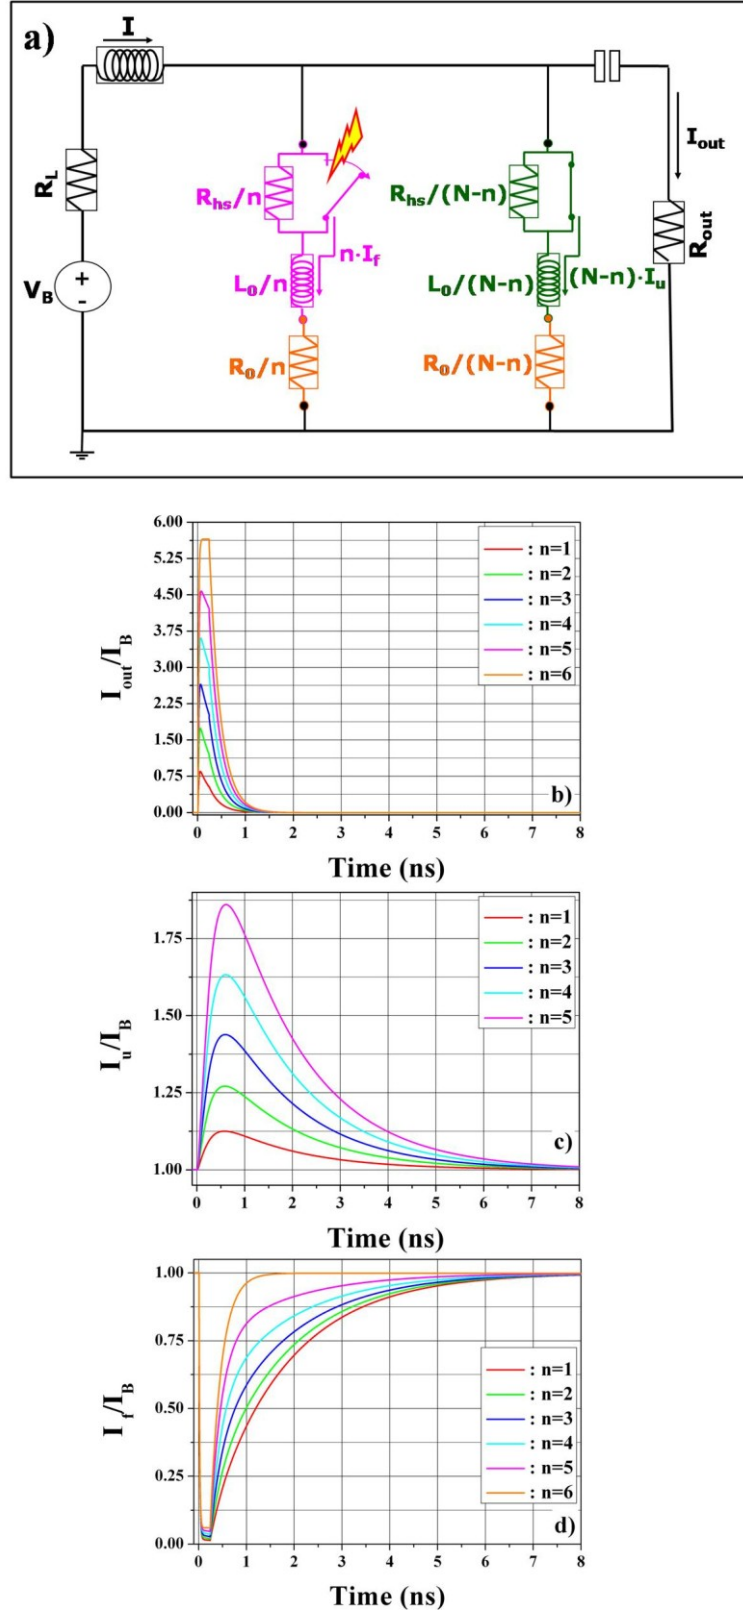 a)
I
R_L
V_B
+
-
R_hs/n
n·I_f
L_0/n
R_0/n
R_hs/(N-n)
L_0/(N-n)
(N-n)·I_u
R_0/(N-n)
I_out
R_out
I_out/I_B
6.00
5.25
4.50
3.75
3.00
2.25
1.50
0.75
0.00
: n=1
: n=2
: n=3
: n=4
: n=5
: n=6
b)
0 1 2 3 4 5 6 7 8
Time (ns)
I_u/I_B
1.75
1.50
1.25
1.00
: n=1
: n=2
: n=3
: n=4
: n=5
c)
0 1 2 3 4 5 6 7 8
Time (ns)
I_f/I_B
1.00
0.75
0.50
0.25
0.00
: n=1
: n=2
: n=3
: n=4
: n=5
: n=6
d)
0 1 2 3 4 5 6 7 8
Time (ns)